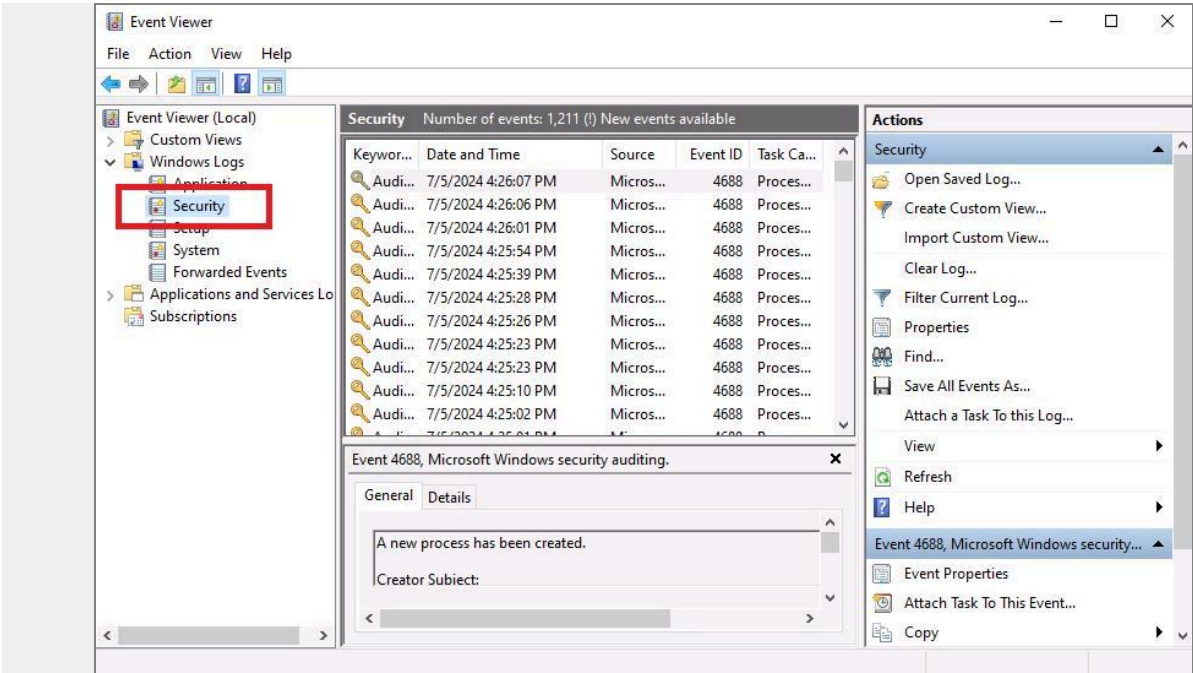 Event Viewer
File Action View Help
Event Viewer (Local)
Custom Views
Windows Logs
Application
Security
Setup
System
Forwarded Events
Applications and Services Lo
Subscriptions
Security Number of events: 1,211 (!) New events available
Keywor... Date and Time Source Event ID Task Ca...
Audi... 7/5/2024 4:26:07 PM Micros... 4688 Proces...
Audi... 7/5/2024 4:26:06 PM Micros... 4688 Proces...
Audi... 7/5/2024 4:26:01 PM Micros... 4688 Proces...
Audi... 7/5/2024 4:25:54 PM Micros... 4688 Proces...
Audi... 7/5/2024 4:25:39 PM Micros... 4688 Proces...
Audi... 7/5/2024 4:25:28 PM Micros... 4688 Proces...
Audi... 7/5/2024 4:25:26 PM Micros... 4688 Proces...
Audi... 7/5/2024 4:25:23 PM Micros... 4688 Proces...
Audi... 7/5/2024 4:25:23 PM Micros... 4688 Proces...
Audi... 7/5/2024 4:25:10 PM Micros... 4688 Proces...
Audi... 7/5/2024 4:25:02 PM Micros... 4688 Proces...
Event 4688, Microsoft Windows security auditing.
General Details
A new process has been created.
Creator Subject:
Actions
Security
Open Saved Log...
Create Custom View...
Import Custom View...
Clear Log...
Filter Current Log...
Properties
Find...
Save All Events As...
Attach a Task To this Log...
View
Refresh
Help
Event 4688, Microsoft Windows security...
Event Properties
Attach Task To This Event...
Copy